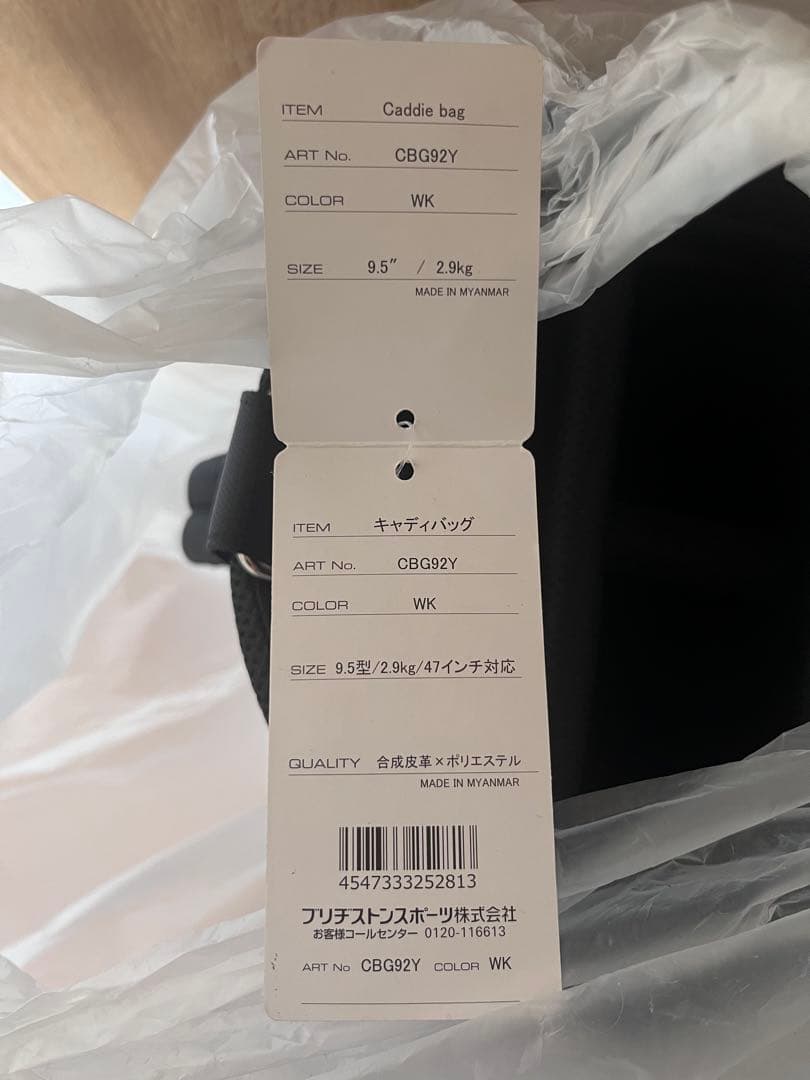 ITEM Caddie bag
ART No. CBG92Y
COLOR WK
SIZE 9.5″ / 2.9kg
MADE IN MYANMAR
ITEM キャディバッグ
ART No. CBG92Y
COLOR WK
SIZE 9.5型/2.9kg/47インチ対応
QUALITY 合成皮革×ポリエステル
MADE IN MYANMAR
4547333252813
ブリヂストンスポーツ株式会社
お客様コールセンター 0120-116613
ART No CBG92Y COLOR WK